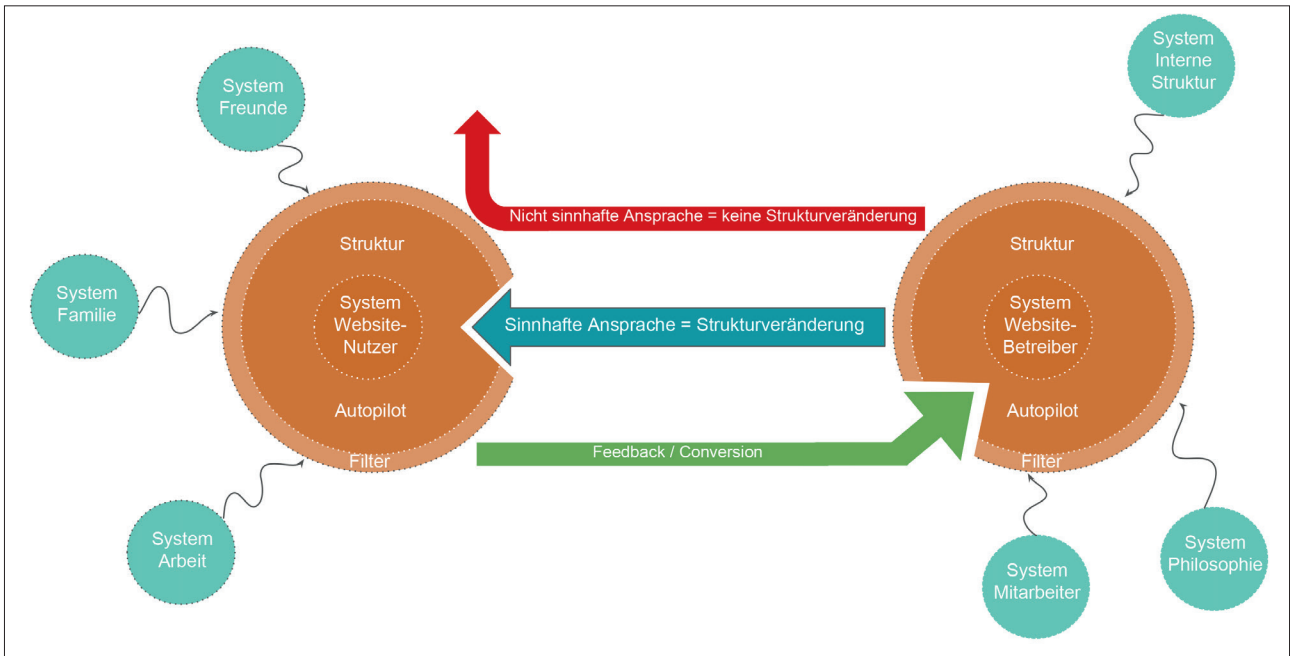 System
Interne
Struktur
System
Freunde
Nicht sinnhafte Ansprache = keine Strukturveränderung
Struktur
Struktur
System
Familie
System
Website-
Nutzer
Sinnhafte Ansprache = Strukturveränderung
System
Website-
Betreiber
Autopilot
Autopilot
Feedback / Conversion
Filter
Filter
System
Arbeit
System
Mitarbeiter
System
Philosophie